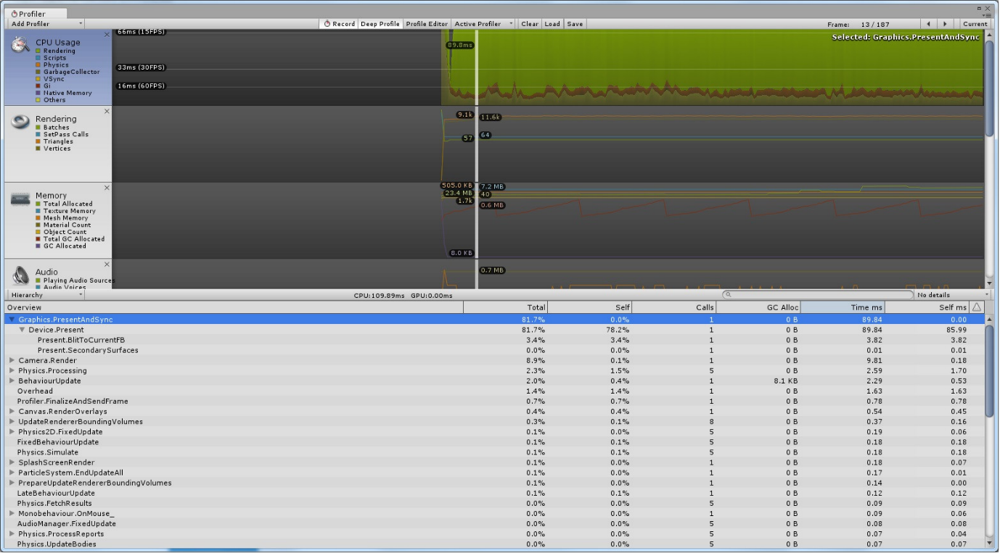 Profiler
Add Profiler Record Deep Profile Profile Editor Active Profiler Clear Load Save Frame: 13 / 187 Current
CPU Usage
Rendering
Scripts
Physics
GarbageCollector
VSync
Gi
Native Memory
Others
66ms (15FPS)
33ms (30FPS)
16ms (60FPS)
89.8ms
Selected: Graphics.PresentAndSync
Rendering
Batches
SetPass Calls
Triangles
Vertices
9.1k 11.6k
57 64
Memory
Total Allocated
Texture Memory
Mesh Memory
Material Count
Object Count
Total GC Allocated
GC Allocated
505.0 KB 7.2 MB
23.4 MB 40
1.7k 0.6 MB
8.0 KB
Audio
Playing Audio Sources
Audio Voices
0.7 MB
Hierarchy CPU:109.89ms GPU:0.00ms No details
Overview Total Self Calls GC Alloc Time ms Self ms
Graphics.PresentAndSync 81.7% 0.0% 1 0 B 89.84 0.00
Device.Present 81.7% 78.2% 1 0 B 89.84 85.99
Present.BlitToCurrentFB 3.4% 3.4% 1 0 B 3.82 3.82
Present.SecondarySurfaces 0.0% 0.0% 1 0 B 0.01 0.01
Camera.Render 8.9% 0.1% 1 0 B 9.81 0.18
Physics.Processing 2.3% 1.5% 5 0 B 2.59 1.70
BehaviourUpdate 2.0% 0.4% 1 8.1 KB 2.29 0.53
Overhead 1.4% 1.4% 1 0 B 1.63 1.63
Profiler.FinalizeAndSendFrame 0.7% 0.7% 1 0 B 0.78 0.78
Canvas.RenderOverlays 0.4% 0.4% 1 0 B 0.54 0.45
UpdateRendererBoundingVolumes 0.3% 0.1% 8 0 B 0.37 0.16
Physics2D.FixedUpdate 0.1% 0.0% 5 0 B 0.19 0.06
FixedBehaviourUpdate 0.1% 0.1% 5 0 B 0.18 0.18
Physics.Simulate 0.1% 0.1% 5 0 B 0.18 0.18
SplashScreenRender 0.1% 0.0% 1 0 B 0.18 0.07
ParticleSystem.EndUpdateAll 0.1% 0.0% 1 0 B 0.17 0.01
PrepareUpdateRendererBoundingVolumes 0.1% 0.0% 1 0 B 0.14 0.00
LateBehaviourUpdate 0.1% 0.1% 1 0 B 0.12 0.12
Physics.FetchResults 0.0% 0.0% 5 0 B 0.09 0.09
Monobehaviour.OnMouse_ 0.0% 0.0% 1 0 B 0.09 0.06
AudioManager.FixedUpdate 0.0% 0.0% 5 0 B 0.08 0.08
Physics.ProcessReports 0.0% 0.0% 5 0 B 0.07 0.04
Physics.UpdateBodies 0.0% 0.0% 5 0 B 0.07 0.07